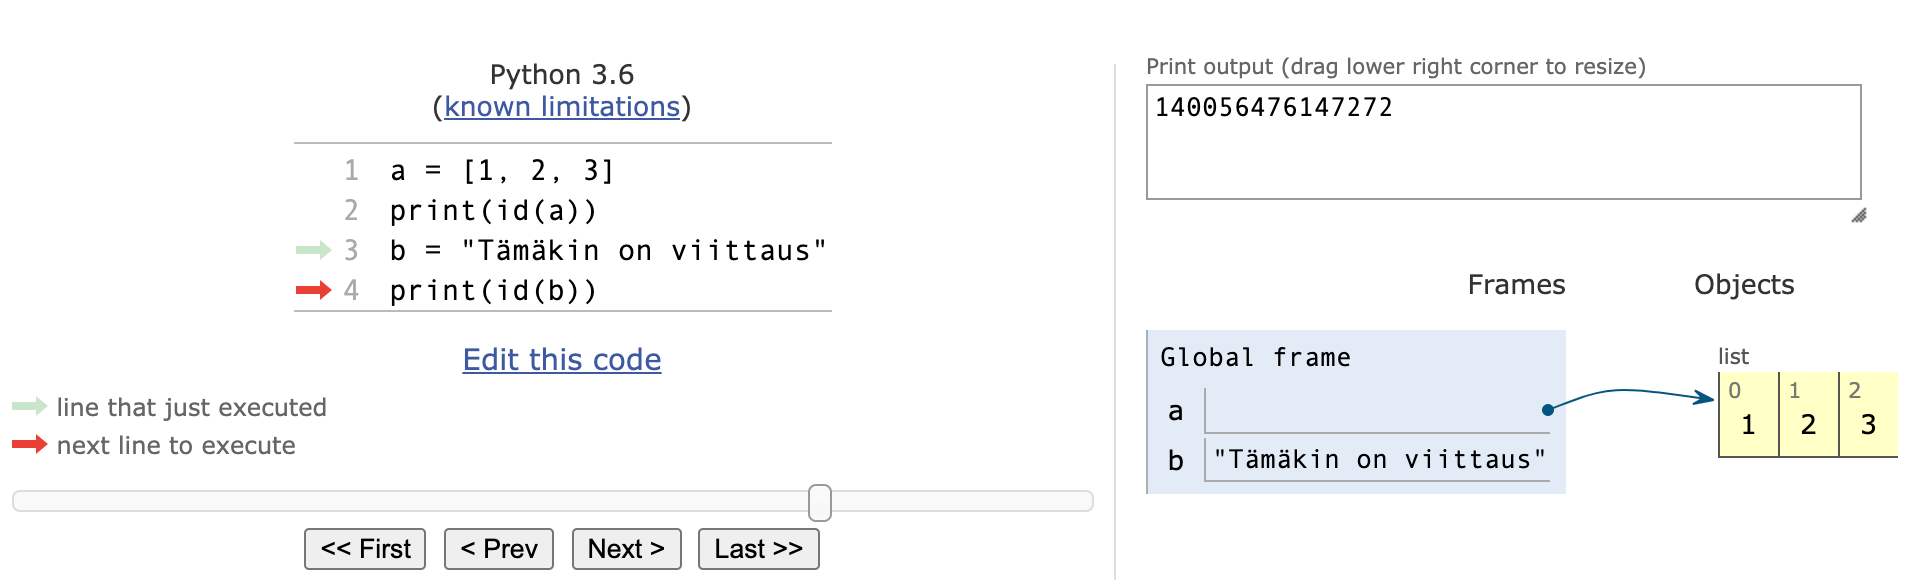 Python 3.6
(known limitations)
1 a = [1, 2, 3]
2 print(id(a))
3 b = "Tämäkin on viittaus"
4 print(id(b))
Edit this code
line that just executed
next line to execute
<< First < Prev Next > Last >>
Print output (drag lower right corner to resize)
140056476147272
Frames Objects
Global frame
a
b "Tämäkin on viittaus"
list
0 1 2
1 2 3